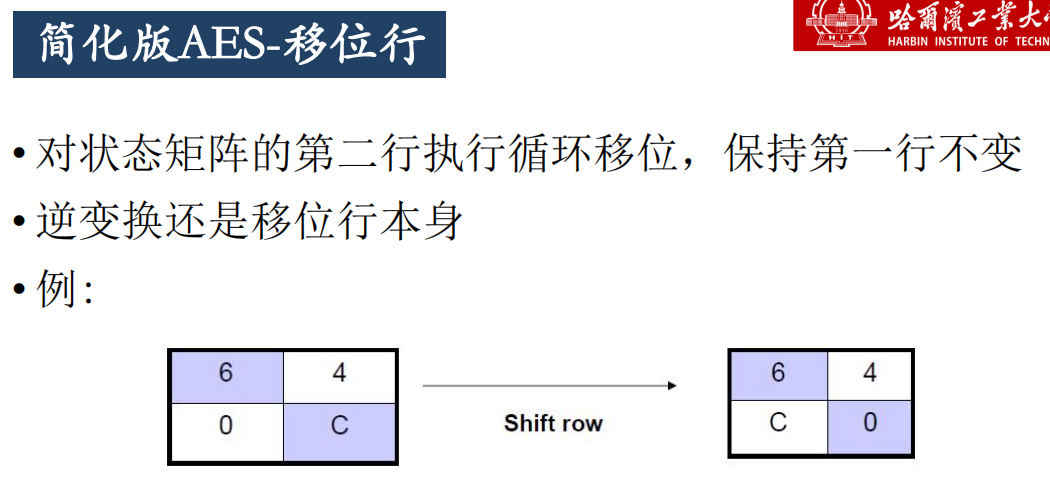 简化版AES-移位行
哈爾濱工業大
HARBIN INSTITUTE OF TECHN
HIT
•对状态矩阵的第二行执行循环移位，保持第一行不变
•逆变换还是移位行本身
•例:
6 4
0 C
Shift row
6 4
C 0